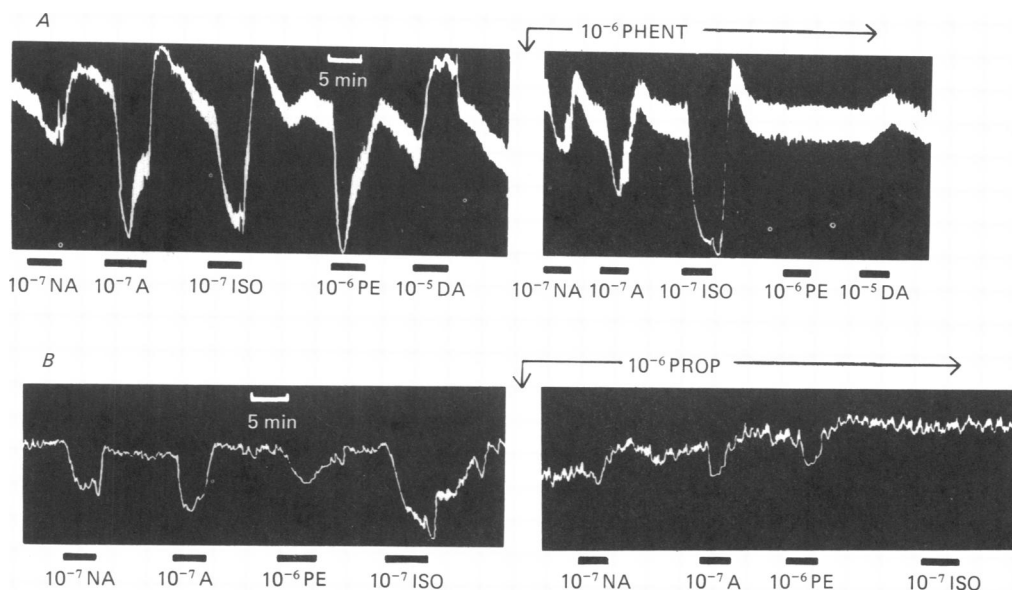 A
10⁻⁶ PHENT
5 min
10⁻⁷ NA 10⁻⁷ A 10⁻⁷ ISO 10⁻⁶ PE 10⁻⁵ DA 10⁻⁷ NA 10⁻⁷ A 10⁻⁷ ISO 10⁻⁶ PE 10⁻⁵ DA
B
10⁻⁶ PROP
5 min
10⁻⁷ NA 10⁻⁷ A 10⁻⁶ PE 10⁻⁷ ISO 10⁻⁷ NA 10⁻⁷ A 10⁻⁶ PE 10⁻⁷ ISO